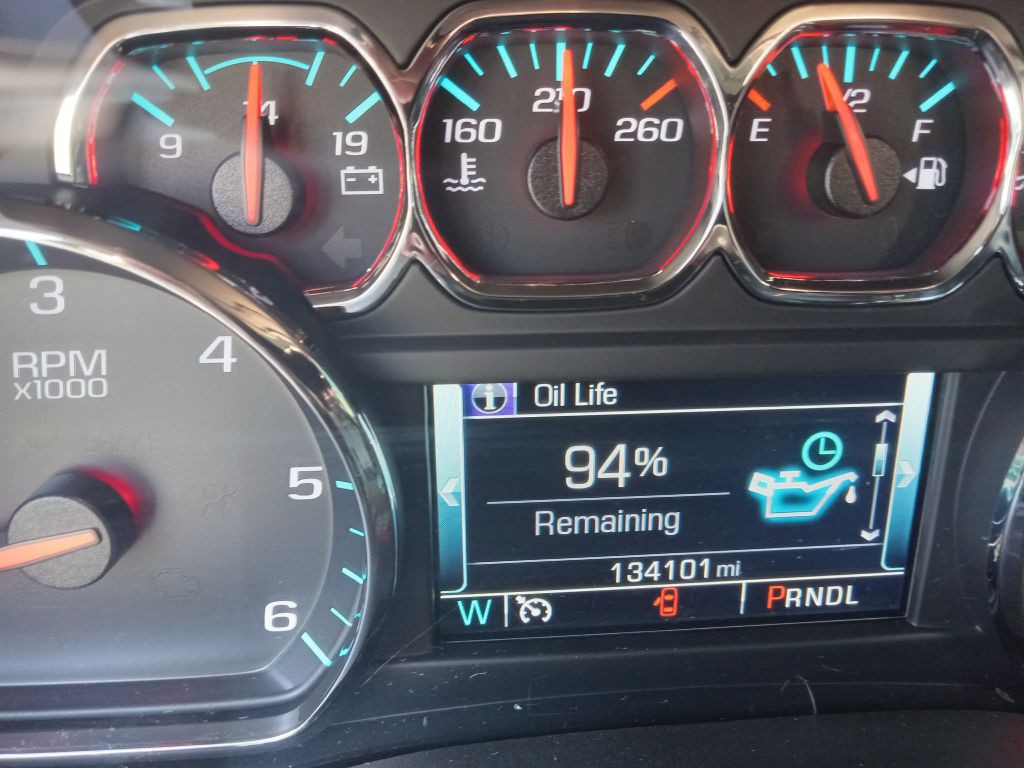 9
14
19
160
210
260
E
1/2
F
3
4
RPM
X1000
5
6
Oil Life
94%
Remaining
134101 mi
W
PRNDL